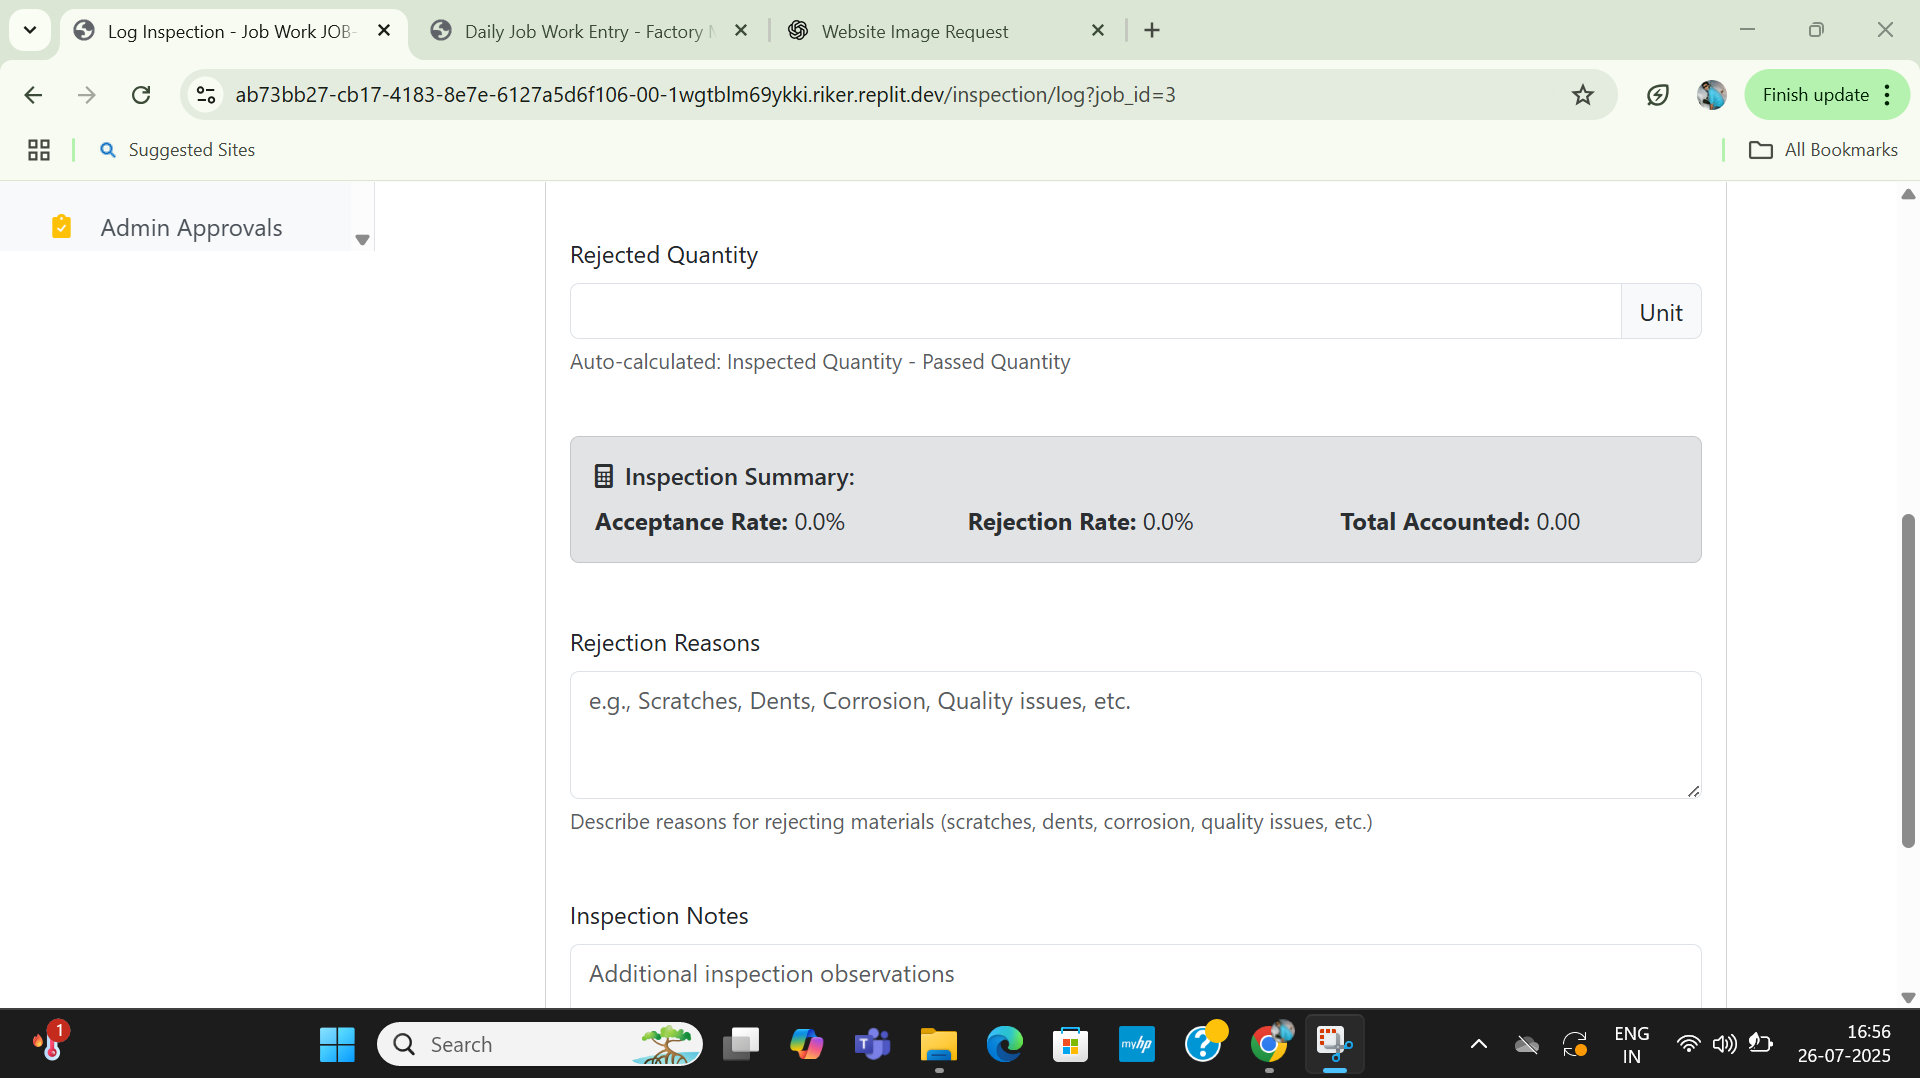 Log Inspection - Job Work JOB-
Daily Job Work Entry - Factory
Website Image Request
ab73bb27-cb17-4183-8e7e-6127a5d6f106-00-1wgtblm69ykki.riker.replit.dev/inspection/log?job_id=3
Finish update
Suggested Sites
All Bookmarks
Admin Approvals
Rejected Quantity
Unit
Auto-calculated: Inspected Quantity - Passed Quantity
Inspection Summary:
Acceptance Rate: 0.0%
Rejection Rate: 0.0%
Total Accounted: 0.00
Rejection Reasons
e.g., Scratches, Dents, Corrosion, Quality issues, etc.
Describe reasons for rejecting materials (scratches, dents, corrosion, quality issues, etc.)
Inspection Notes
Additional inspection observations
1
Search
T
myhp
?
ENG
IN
16:56
26-07-2025